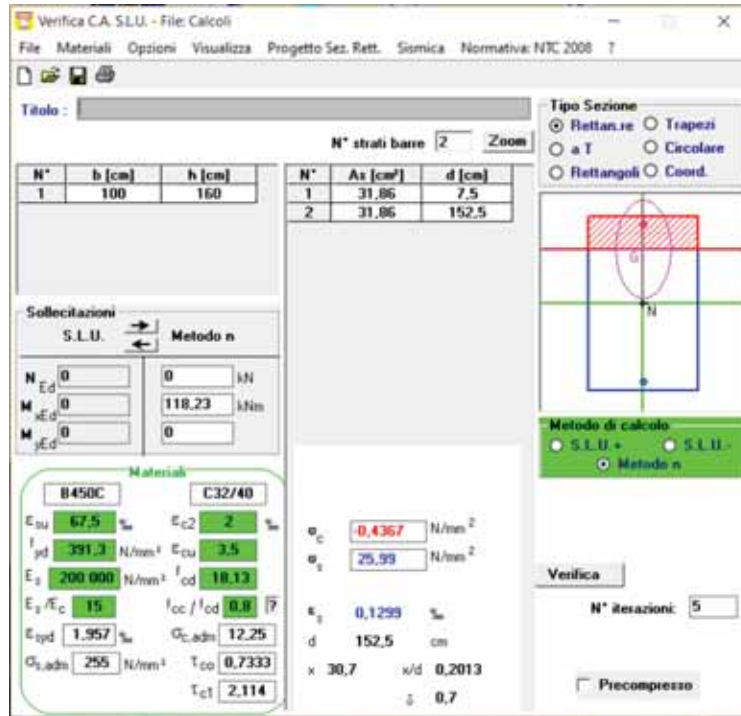 Verifica C.A. S.L.U. - File: Calcoli
File Materiali Opzioni Visualizza Progetto Sez. Rett. Sismica Normativa: NTC 2008 ?
Titolo :
N° strati barre 2 Zoom
Tipo Sezione
Rettan.re Trapezi
a T Circolare
Rettangoli Coord.
N° b [cm] h [cm]
1 100 160
N° As [cm²] d [cm]
1 31,86 7,5
2 31,86 152,5
G
N
Sollecitazioni
S.L.U. Metodo n
N Ed 0 0 kN
M xEd 0 118,23 kNm
M yEd 0 0
Metodo di calcolo
S.L.U.+ S.L.U.-
Metodo n
Materiali
B450C C32/40
εsu 67,5 ‰ εc2 2 ‰
fyd 391,3 N/mm² εcu 3,5
Es 200 000 N/mm² fcd 18,13
Es/Ec 15 fcc/fcd 0,8 ?
εsyd 1,957 ‰ σc,adm 12,25
σs,adm 255 N/mm² τco 0,7333
τc1 2,114
σc -0,4367 N/mm²
σs 25,99 N/mm²
εs 0,1299 ‰
d 152,5 cm
x 30,7 x/d 0,2013
δ 0,7
Verifica
N° iterazioni: 5
Precompresso